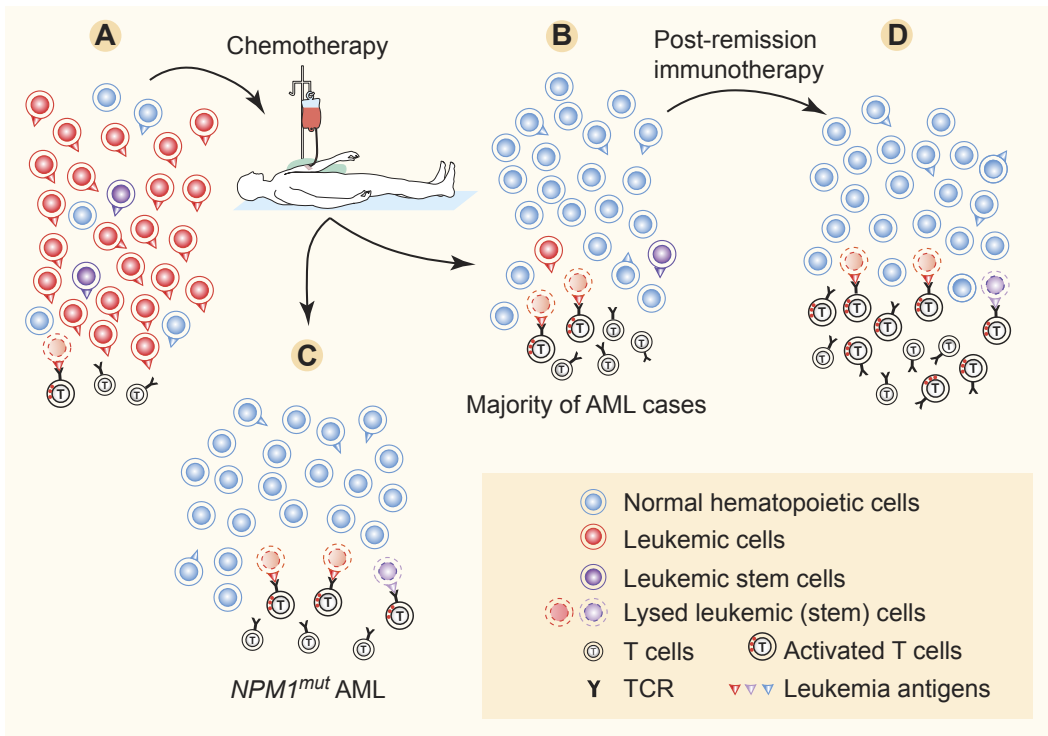 A
Chemotherapy
B
Post-remission
immunotherapy
D
C
Majority of AML cases
NPM1mut AML
Normal hematopoietic cells
Leukemic cells
Leukemic stem cells
Lysed leukemic (stem) cells
T T cells
T Activated T cells
Y TCR
Leukemia antigens